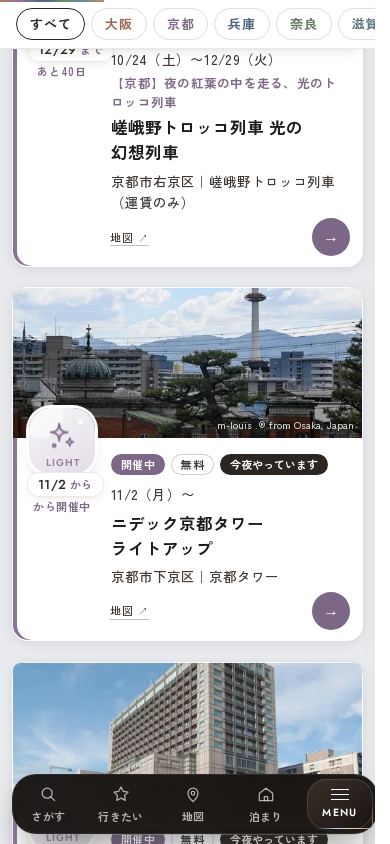 すべて 大阪 京都 兵庫 奈良 滋賀
12/29 まで
あと40日
10/24（土）〜12/29（火）
【京都】夜の紅葉の中を走る、光のト
ロッコ列車
嵯峨野トロッコ列車 光の
幻想列車
京都市右京区｜嵯峨野トロッコ列車
（運賃のみ）
地図 ↗
→
m-louis .® from Osaka, Japan
LIGHT
11/2 から
から開催中
開催中 無料 今夜やっています
11/2（月）〜
ニデック京都タワー
ライトアップ
京都市下京区｜京都タワー
地図 ↗
→
さがす 行きたい 地図 泊まり MENU
LIGHT
開催中 無料 今夜やっています